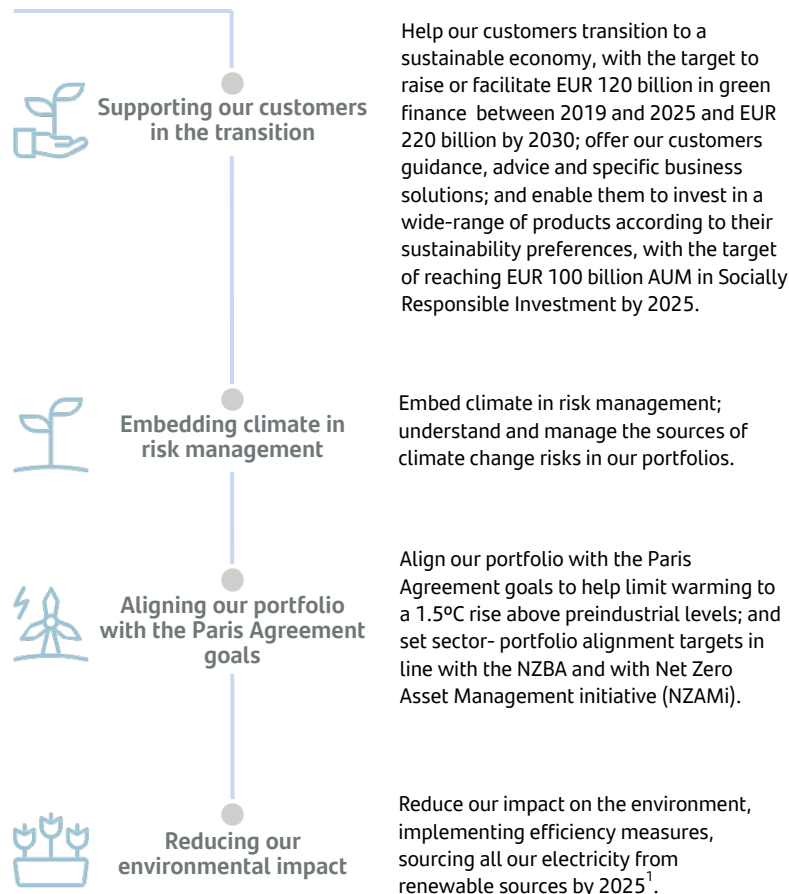 Supporting our customers
in the transition
Help our customers transition to a
sustainable economy, with the target to
raise or facilitate EUR 120 billion in green
finance between 2019 and 2025 and EUR
220 billion by 2030; offer our customers
guidance, advice and specific business
solutions; and enable them to invest in a
wide-range of products according to their
sustainability preferences, with the target
of reaching EUR 100 billion AUM in Socially
Responsible Investment by 2025.
Embedding climate in
risk management
Embed climate in risk management;
understand and manage the sources of
climate change risks in our portfolios.
Aligning our portfolio
with the Paris Agreement
goals
Align our portfolio with the Paris
Agreement goals to help limit warming to
a 1.5ºC rise above preindustrial levels; and
set sector- portfolio alignment targets in
line with the NZBA and with Net Zero
Asset Management initiative (NZAMi).
Reducing our
environmental impact
Reduce our impact on the environment,
implementing efficiency measures,
sourcing all our electricity from
renewable sources by 2025¹.